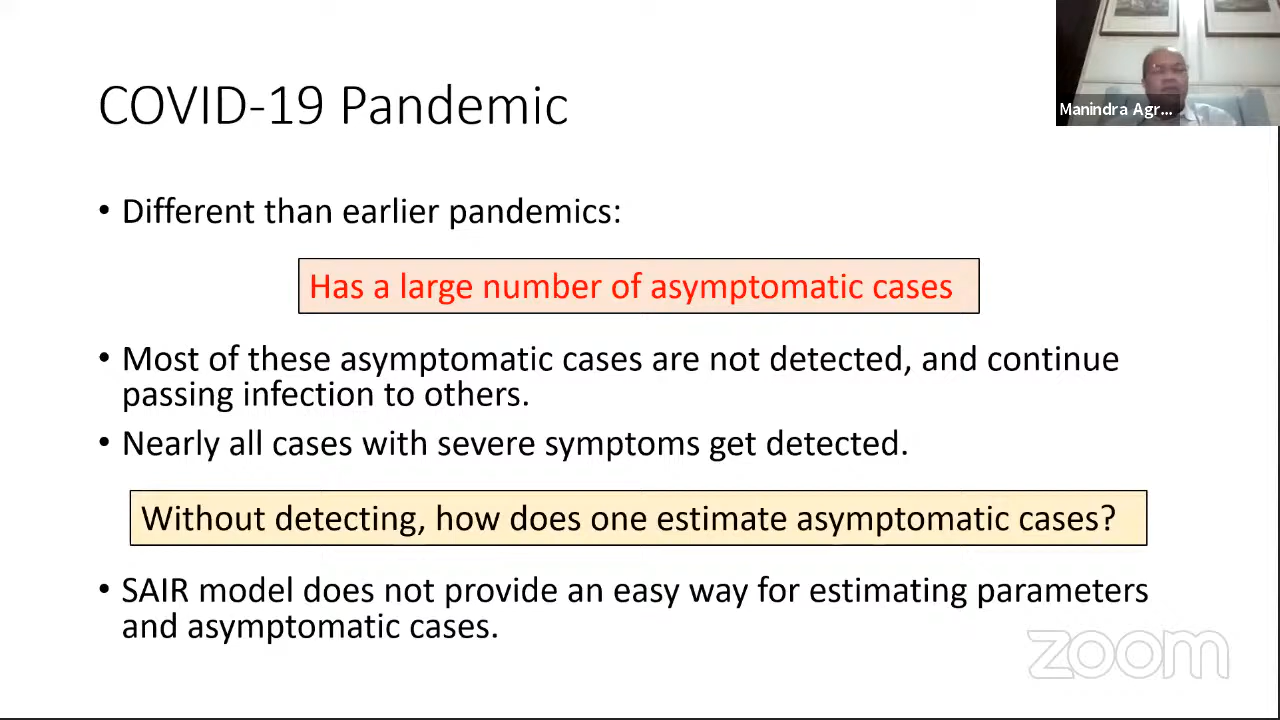 COVID-19 Pandemic
Manindra Agr...
• Different than earlier pandemics:
Has a large number of asymptomatic cases
• Most of these asymptomatic cases are not detected, and continue
passing infection to others.
• Nearly all cases with severe symptoms get detected.
Without detecting, how does one estimate asymptomatic cases?
• SAIR model does not provide an easy way for estimating parameters
and asymptomatic cases.
zoom